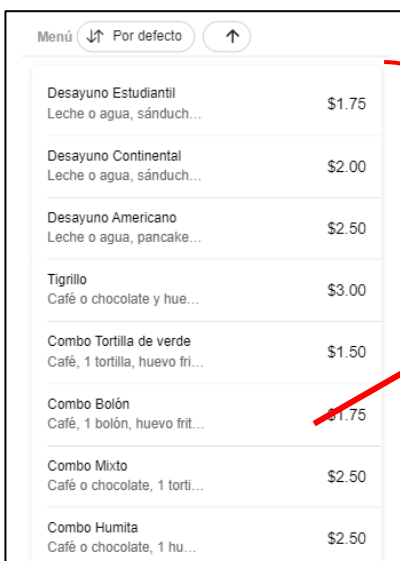 Menú Por defecto
Desayuno Estudiantil
$1.75
Leche o agua, sánduch...
Desayuno Continental
$2.00
Leche o agua, sánduch...
Desayuno Americano
$2.50
Leche o agua, pancake...
Tigrillo
$3.00
Café o chocolate y hue...
Combo Tortilla de verde
$1.50
Café, 1 tortilla, huevo fri...
Combo Bolón
$1.75
Café, 1 bolón, huevo frit...
Combo Mixto
$2.50
Café o chocolate, 1 torti...
Combo Humita
$2.50
Café o chocolate, 1 hu...